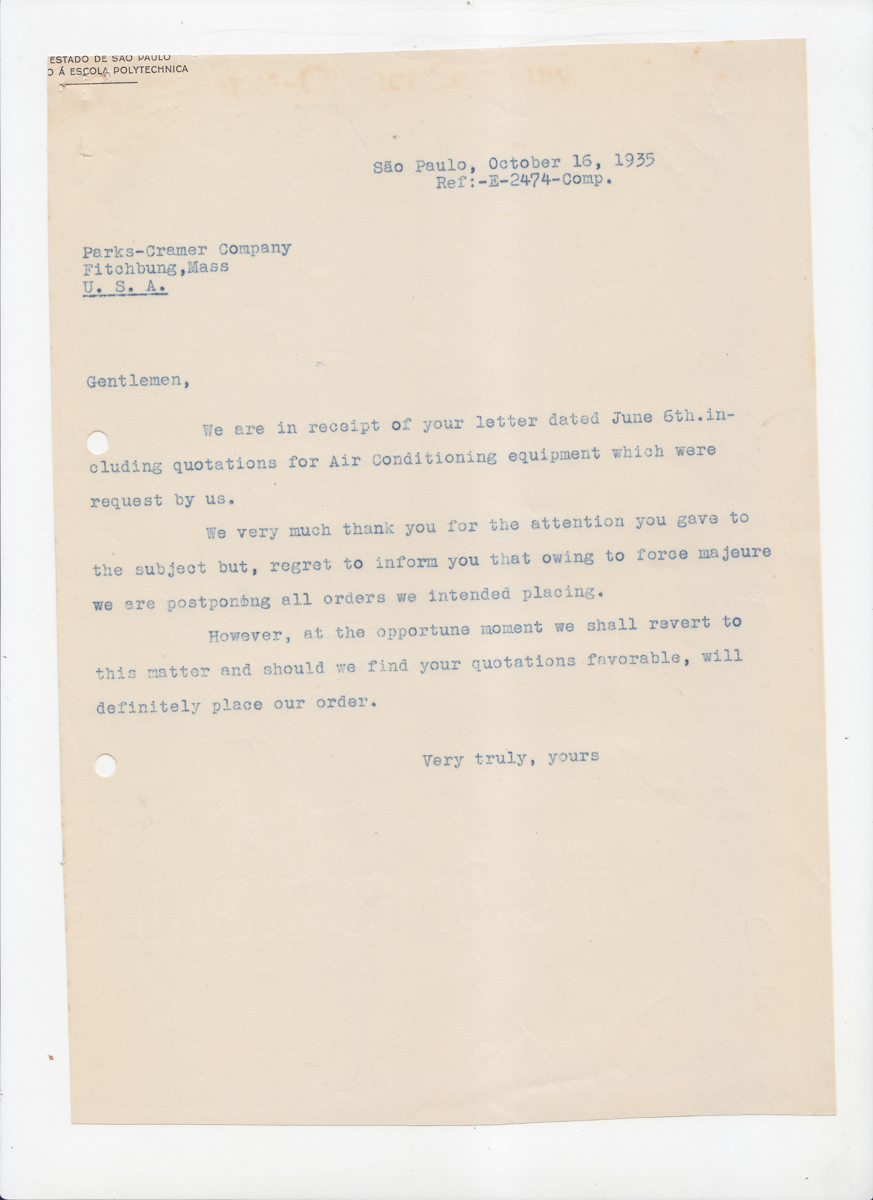 ESTADO DE SÃO PAULO
O Á ESCOLA POLYTECHNICA
São Paulo, October 16, 1935
Ref:-E-2474-Comp.
Parks-Cramer Company
Fitchbung,Mass
U. S. A.
Gentlemen,
We are in receipt of your letter dated June 6th.in-
cluding quotations for Air Conditioning equipment which were
request by us.
We very much thank you for the attention you gave to
the subject but, regret to inform you that owing to force majeure
we are postponing all orders we intended placing.
However, at the opportune moment we shall revert to
this matter and should we find your quotations favorable, will
definitely place our order.
Very truly, yours